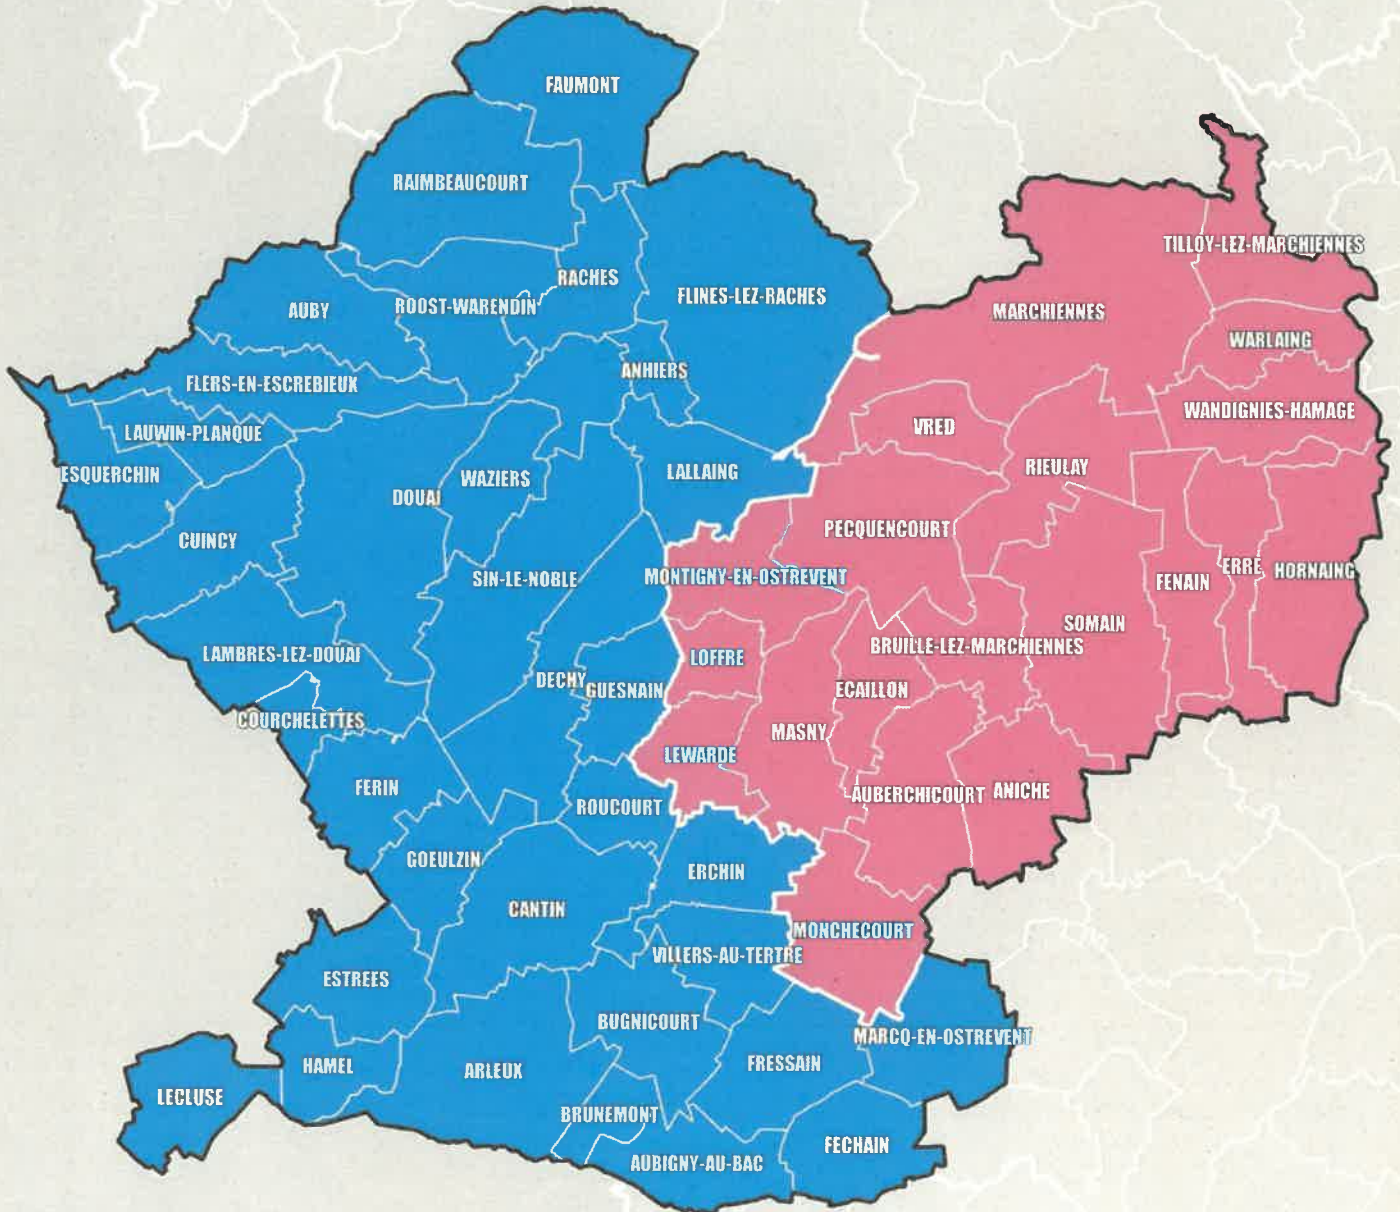 FAUMONT
RAIMBEAUCOURT
TILLOY-LEZ-MARCHIENNES
RACHES
FLINES-LEZ-RACHES
AUBY
ROOST-WARENDIN
MARCHIENNES
WARLAING
ANHIERS
FLERS-EN-ESCREBIEUX
WANDIGNIES-HAMAGE
VRED
LAUWIN-PLANQUE
RIEULAY
ESQUERCHIN
WAZIERS
LALLAING
DOUAI
PECQUENCOURT
CUINCY
ERRE
HORNAING
SIN-LE-NOBLE
MONTIGNY-EN-OSTREVENT
FENAIN
SOMAIN
BRUILLE-LEZ-MARCHIENNES
LAMBRES-LEZ-DOUAI
LOFFRE
DECHY
GUESNAIN
ECAILLON
COURCHELETTES
MASNY
LEWARDE
FERIN
AUBERCHICOURT
ANICHE
ROUCOURT
GOEULZIN
ERCHIN
CANTIN
MONCHECOURT
VILLERS-AU-TERTRE
ESTREES
BUGNICOURT
MARCQ-EN-OSTREVENT
HAMEL
ARLEUX
FRESSAIN
LECLUSE
BRUNEMONT
FECHAIN
AUBIGNY-AU-BAC